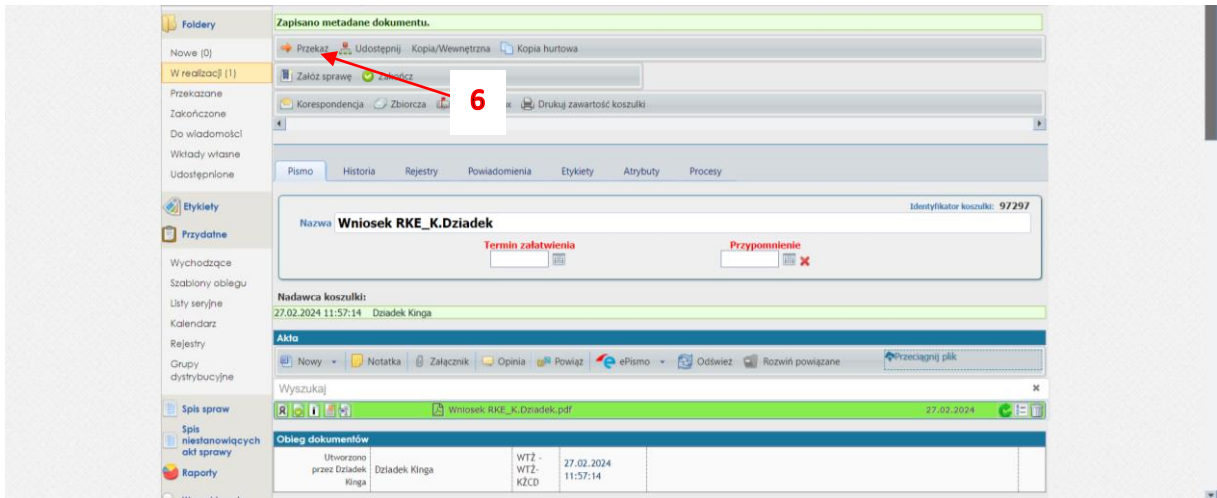 Foldery
Nowe (0)
W realizacji (1)
Przekazane
Zakończone
Do wiadomości
Wkłady własne
Udostępnione
Etykiety
Przydatne
Wychodzące
Szablony obiegu
Listy seryjne
Kalendarz
Rejestry
Grupy
dystrybucyjne
Spis spraw
Spis
niestanowiących
akt sprawy
Raporty
Zapisano metadane dokumentu.
Przekaż Udostępnij Kopia/Wewnętrzna Kopia hurtowa
Załóż sprawę Zakończ
6
Korespondencja Zbiorcza Drukuj zawartość koszulki
Pismo Historia Rejestry Powiadomienia Etykiety Atrybuty Procesy
Identyfikator koszulki: 97297
Nazwa Wniosek RKE_K.Dziadek
Termin załatwienia Przypomnienie
Nadawca koszulki:
27.02.2024 11:57:14 Dziadek Kinga
Akta
Nowy Notatka Załącznik Opinia Powiąż ePismo Odśwież Rozwiń powiązane Przeciągnij plik
Wyszukaj
Wniosek RKE_K.Dziadek.pdf 27.02.2024
Obieg dokumentów
Utworzono
przez Dziadek
Kinga
Dziadek Kinga
WTŻ -
WTŻ-
KŻCD
27.02.2024
11:57:14